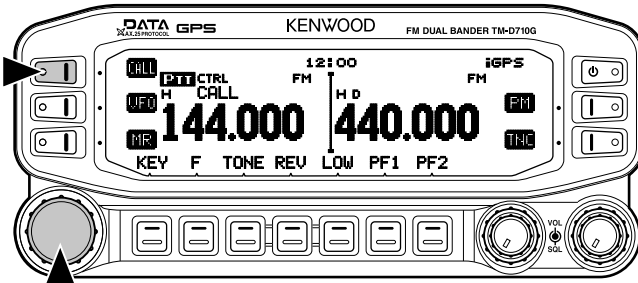 DATA GPS KENWOOD FM DUAL BANDER TM-D710G
AX.25 PROTOCOL
12:00 iGPS
CALL PTT CTRL FM FM
H CALL H D
VFO PM
144.000 440.000
MR TNC
KEY F TONE REV LOW PF1 PF2
VOL
SQL